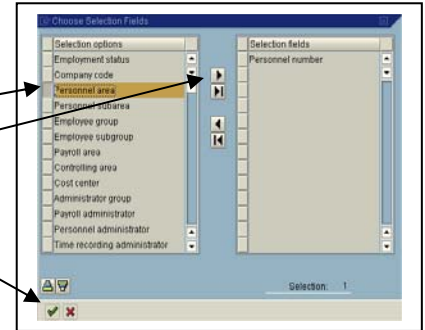 Choose Selection Fields
Selection options
Employment status
Company code
Personnel area
Personnel subarea
Employee group
Employee subgroup
Payroll area
Controlling area
Cost center
Administrator group
Payroll administrator
Personnel administrator
Time recording administrator
Selection fields
Personnel number
Selection: 1